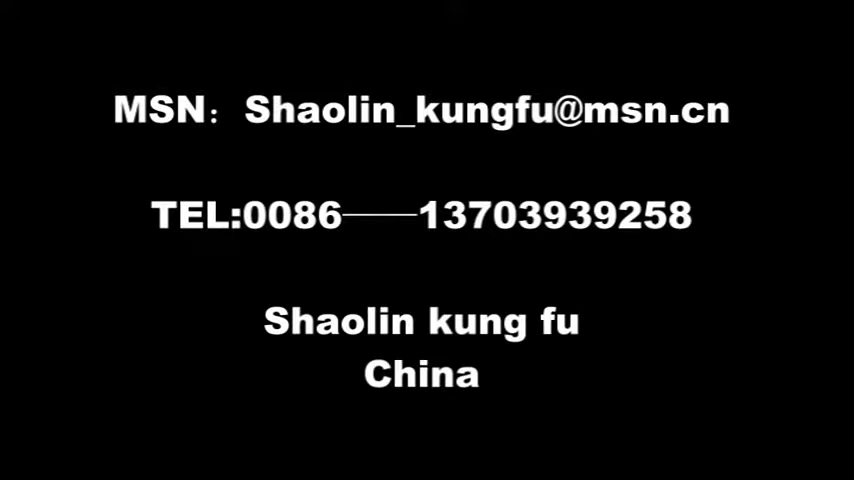 MSN：Shaolin_kungfu@msn.cn
TEL:0086——13703939258
Shaolin kung fu
China